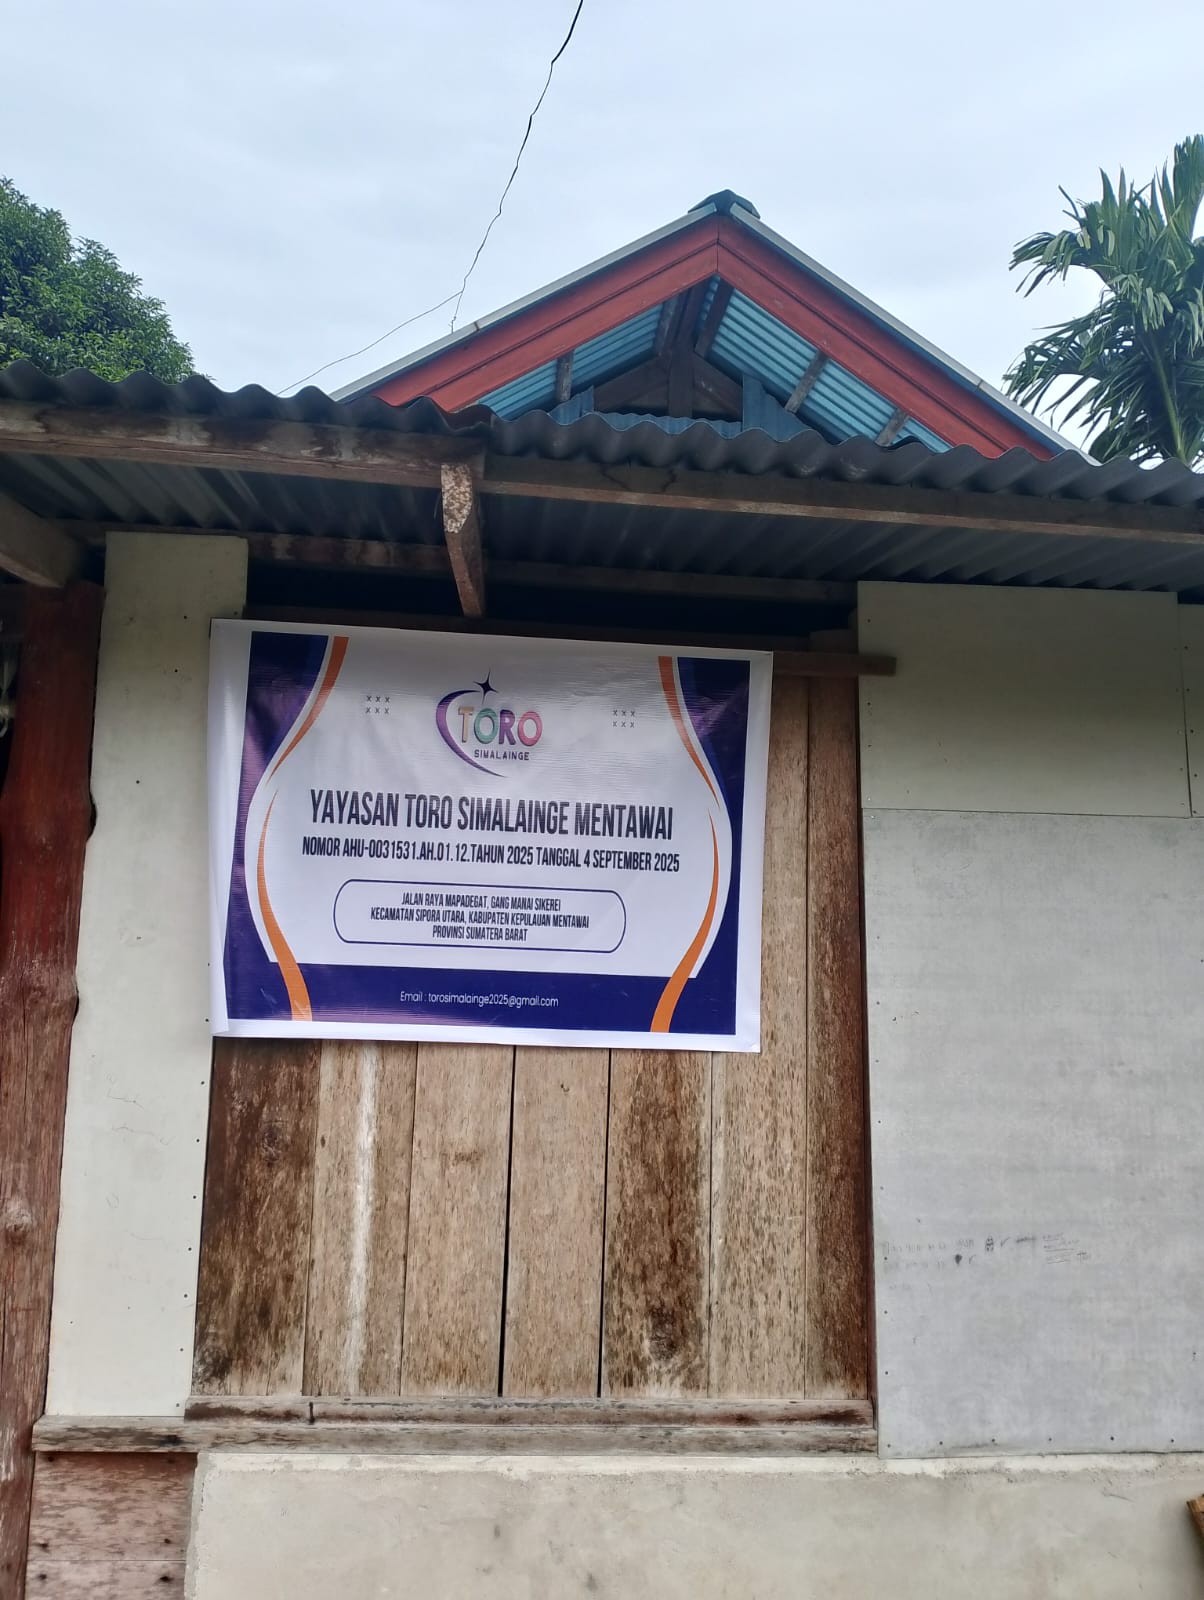 TORO
SIMALAINGE
YAYASAN TORO SIMALAINGE MENTAWAI
NOMOR AHU-0031531.AH.01.12.TAHUN 2025 TANGGAL 4 SEPTEMBER 2025
JALAN RAYA MAPADEGAT, GANG MANAI SIKEREI
KECAMATAN SIPORA UTARA, KABUPATEN KEPULAUAN MENTAWAI
PROVINSI SUMATERA BARAT
Email : torosimalainge2025@gmail.com